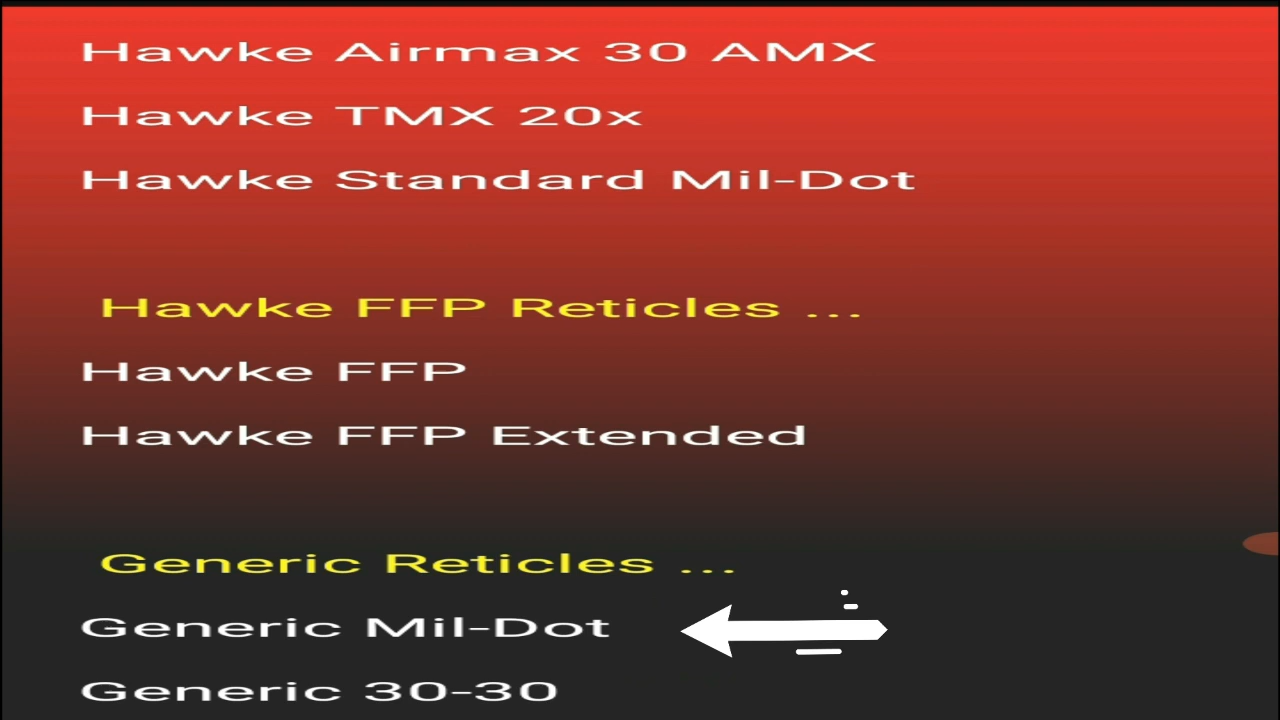 Hawke Airmax 30 AMX
Hawke TMX 20x
Hawke Standard Mil-Dot
Hawke FFP Reticles ...
Hawke FFP
Hawke FFP Extended
Generic Reticles ...
Generic Mil-Dot
Generic 30-30